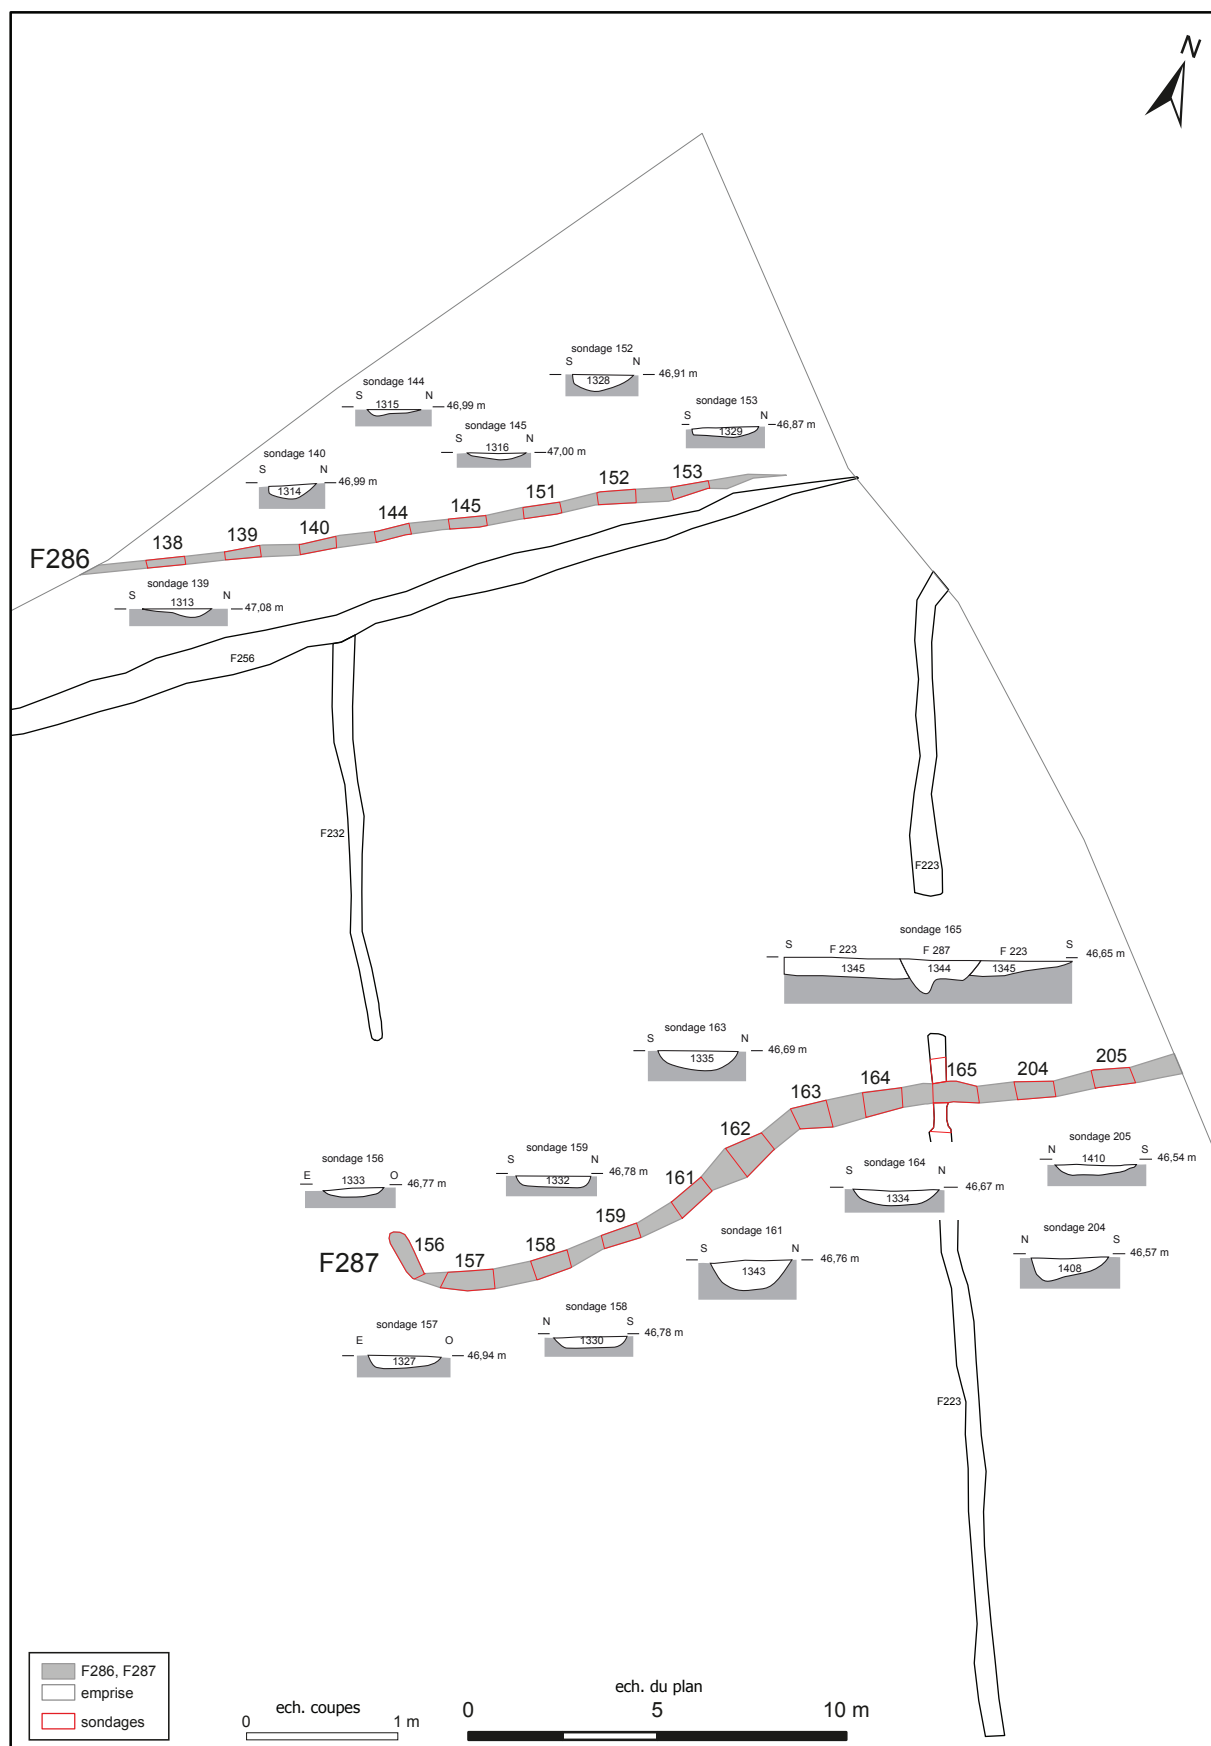 N
sondage 152
S N
1328
46,91 m
sondage 144
S N
1315
46,99 m
sondage 153
S N
1329
46,87 m
sondage 145
S N
1316
47,00 m
sondage 140
S N
1314
46,99 m
F286
138 139 140 144 145 151 152 153
sondage 139
S N
1313
47,08 m
F256
F232
F223
sondage 165
S F 223 F 287 F 223 S
1345 1344 1345
46,65 m
sondage 163
S N
1335
46,69 m
F287
156 157 158 159 161 162 163 164 165 204 205
sondage 156
E O
1333
46,77 m
sondage 159
S N
1332
46,78 m
sondage 164
S N
1334
46,67 m
sondage 205
N S
1410
46,54 m
sondage 161
S N
1343
46,76 m
sondage 204
N S
1408
46,57 m
sondage 158
N S
1330
46,78 m
sondage 157
E O
1327
46,94 m
F223
F286, F287
emprise
sondages
ech. coupes
0 1 m
ech. du plan
0 5 10 m